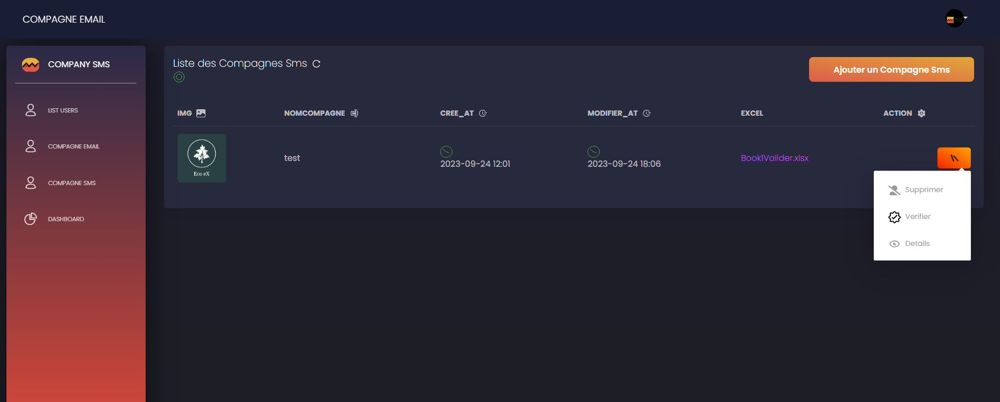 COMPAGNE EMAIL
COMPANY SMS
LIST USERS
COMPAGNE EMAIL
COMPAGNE SMS
DASHBOARD
Liste des Compagnes Sms
Ajouter un Compagne Sms
IMG NOMCOMPAGNE CREE_AT MODIFIER_AT EXCEL ACTION
Eco eX
test 2023-09-24 12:01 2023-09-24 18:06 Book1Valider.xlsx
Supprimer
Verifier
Details